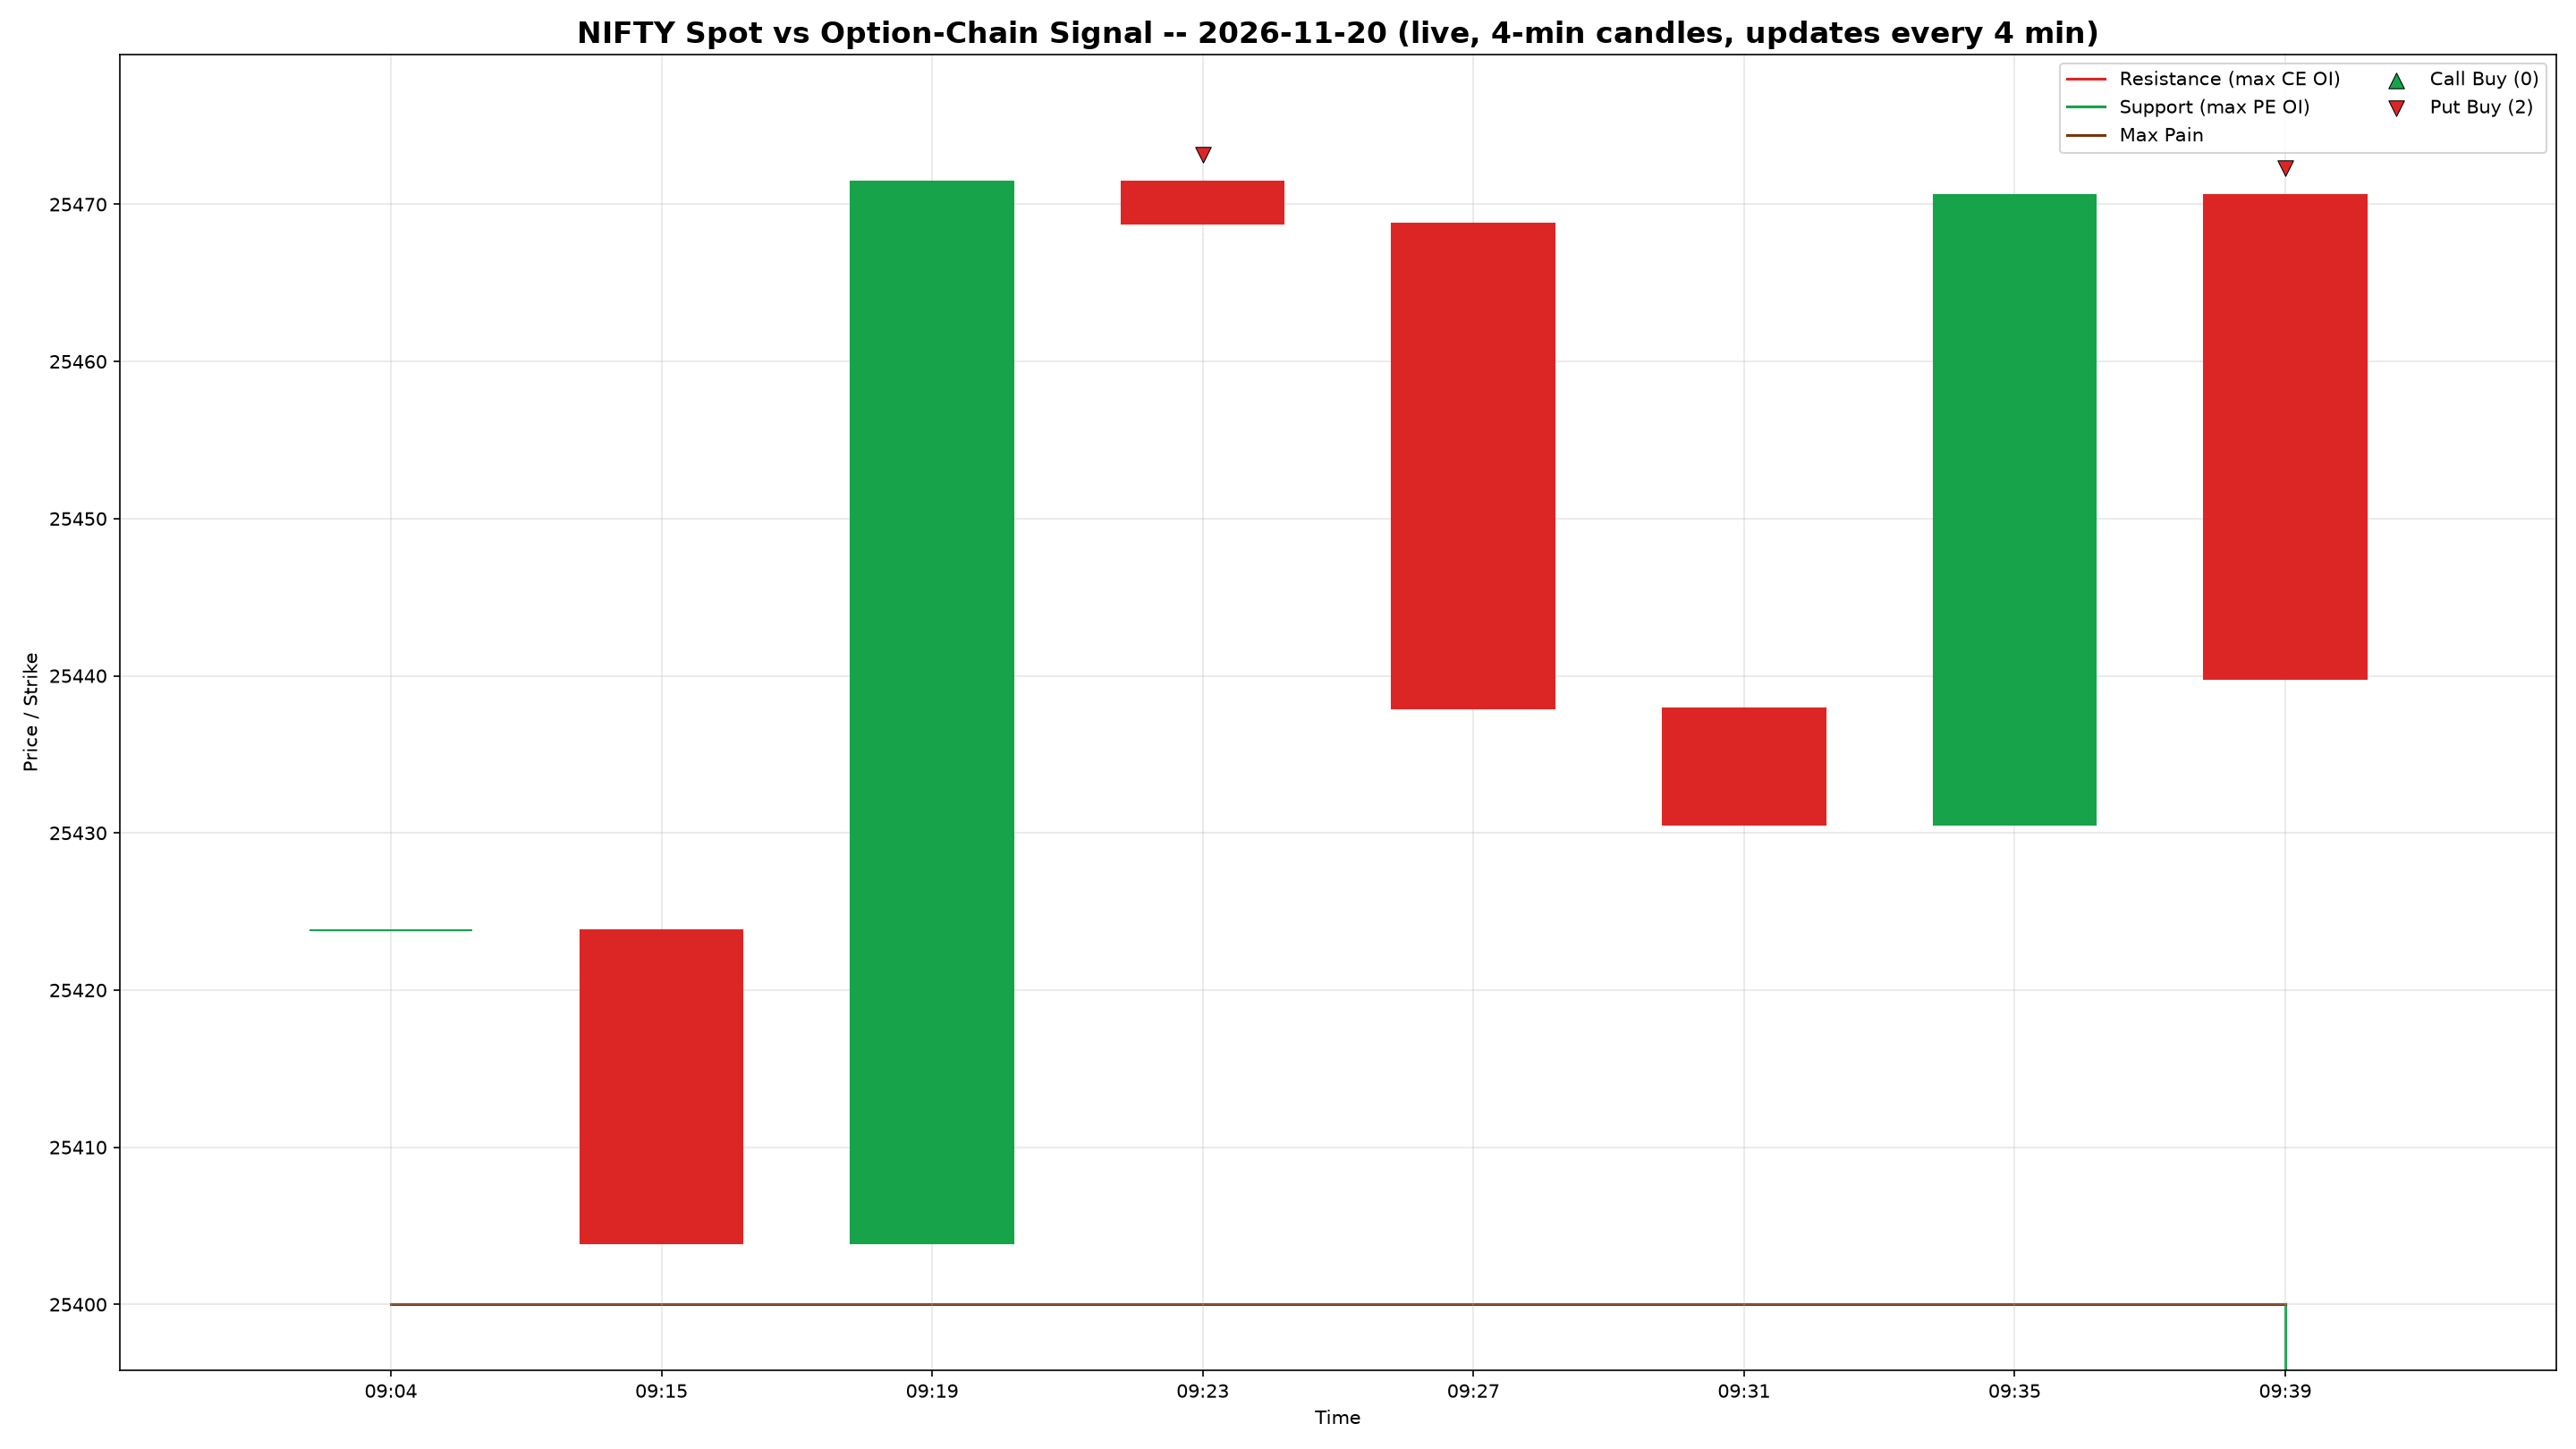 NIFTY Spot vs Option-Chain Signal -- 2026-11-20 (live, 4-min candles, updates every 4 min)
Resistance (max CE OI)
Support (max PE OI)
Max Pain
Call Buy (0)
Put Buy (2)
Price / Strike
25470
25460
25450
25440
25430
25420
25410
25400
09:04 09:15 09:19 09:23 09:27 09:31 09:35 09:39
Time